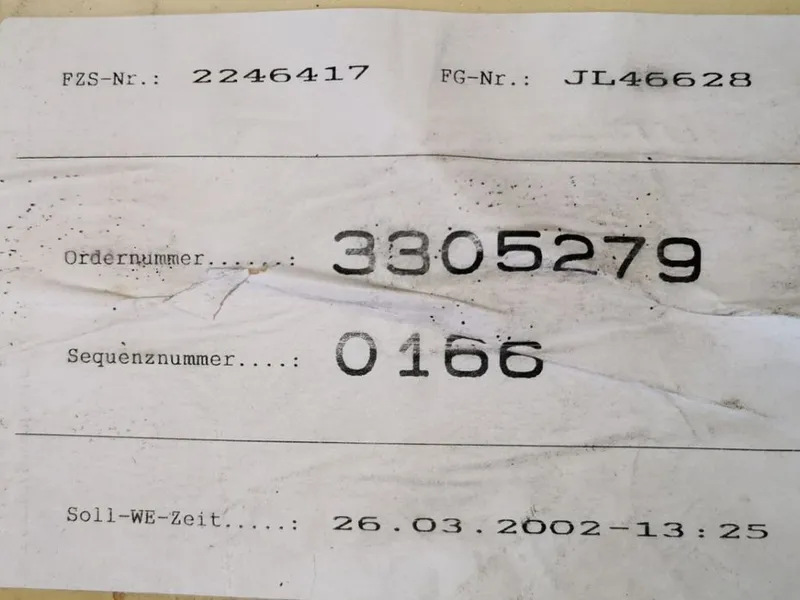 FZS-Nr.: 2246417 FG-Nr.: JL46628
Ordernummer......: 3305279
Sequenznummer....: 0166
Soll-WE-Zeit.....: 26.03.2002-13:25